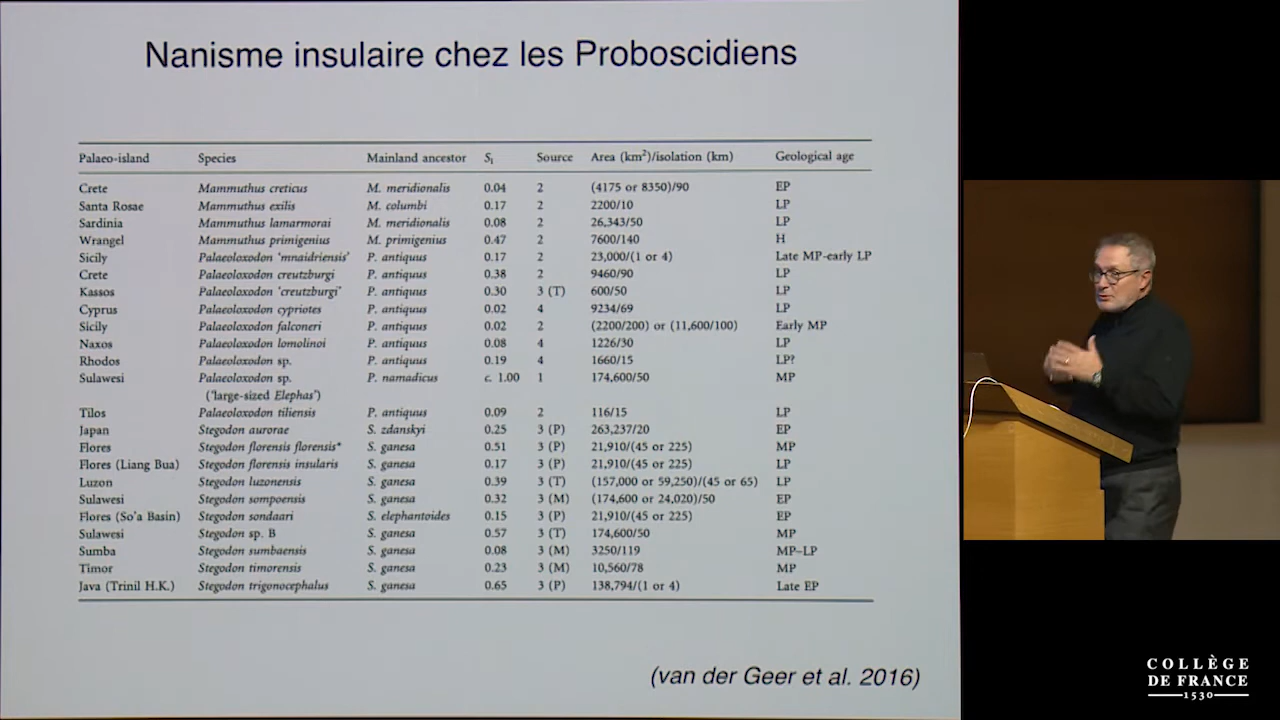 Nanisme insulaire chez les Proboscidiens
Palaeo-island Species Mainland ancestor Si Source Area (km²)/isolation (km) Geological age
Crete Mammuthus creticus M. meridionalis 0.04 2 (4175 or 8350)/90 EP
Santa Rosae Mammuthus exilis M. columbi 0.17 2 2200/10 LP
Sardinia Mammuthus lamarmorai M. meridionalis 0.08 2 26,343/50 LP
Wrangel Mammuthus primigenius M. primigenius 0.47 2 7600/140 H
Sicily Palaeoloxodon ‘mnaidriensis’ P. antiquus 0.17 2 23,000/(1 or 4) Late MP-early LP
Crete Palaeoloxodon creutzburgi P. antiquus 0.38 2 9460/90 LP
Kassos Palaeoloxodon ‘creutzburgi’ P. antiquus 0.30 3 (T) 600/50 LP
Cyprus Palaeoloxodon cypriotes P. antiquus 0.02 4 9234/69 LP
Sicily Palaeoloxodon falconeri P. antiquus 0.02 2 (2200/200) or (11,600/100) Early MP
Naxos Palaeoloxodon lomolinoi P. antiquus 0.08 4 1226/30 LP
Rhodos Palaeoloxodon sp. P. antiquus 0.19 4 1660/15 LP?
Sulawesi Palaeoloxodon sp. P. namadicus c. 1.00 1 174,600/50 MP
(‘large-sized Elephas’)
Tilos Palaeoloxodon tiliensis P. antiquus 0.09 2 116/15 LP
Japan Stegodon aurorae S. zdanskyi 0.25 3 (P) 263,237/20 EP
Flores Stegodon florensis florensis* S. ganesa 0.51 3 (P) 21,910/(45 or 225) MP
Flores (Liang Bua) Stegodon florensis insularis S. ganesa 0.17 3 (P) 21,910/(45 or 225) LP
Luzon Stegodon luzonensis S. ganesa 0.39 3 (T) (157,000 or 59,250)/(45 or 65) LP
Sulawesi Stegodon sompoensis S. ganesa 0.32 3 (M) (174,600 or 24,020)/50 EP
Flores (So’a Basin) Stegodon sondaari S. elephantoides 0.15 3 (P) 21,910/(45 or 225) EP
Sulawesi Stegodon sp. B S. ganesa 0.57 3 (T) 174,600/50 MP
Sumba Stegodon sumbaensis S. ganesa 0.08 3 (M) 3250/119 MP–LP
Timor Stegodon timorensis S. ganesa 0.23 3 (M) 10,560/78 MP
Java (Trinil H.K.) Stegodon trigonocephalus S. ganesa 0.65 3 (P) 138,794/(1 or 4) Late EP
(van der Geer et al. 2016)
COLLÈGE
DE FRANCE
1530